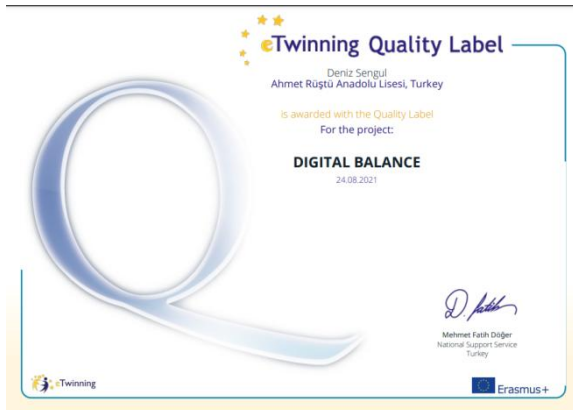 eTwinning Quality Label
Deniz Sengul
Ahmet Rüştü Anadolu Lisesi, Turkey
is awarded with the Quality Label
For the project:
DIGITAL BALANCE
24.08.2021
D. Fatih
Mehmet Fatih Döğer
National Support Service
Turkey
eTwinning
Erasmus+